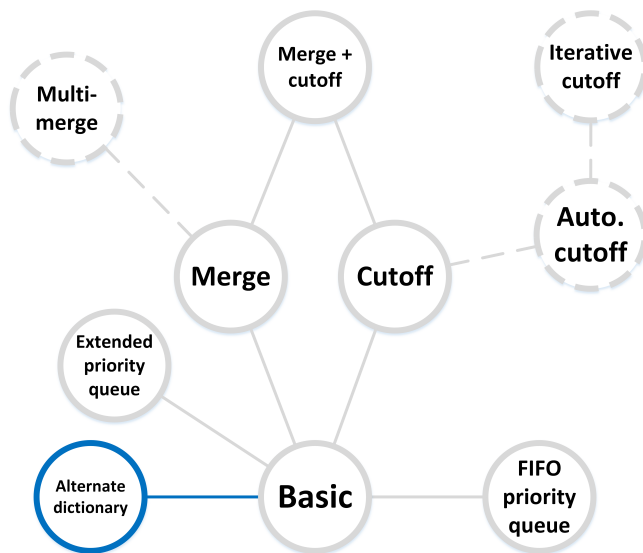 Merge +
cutoff
Iterative
cutoff
Multi-
merge
Auto.
cutoff
Merge
Cutoff
Extended
priority
queue
Alternate
dictionary
Basic
FIFO
priority
queue